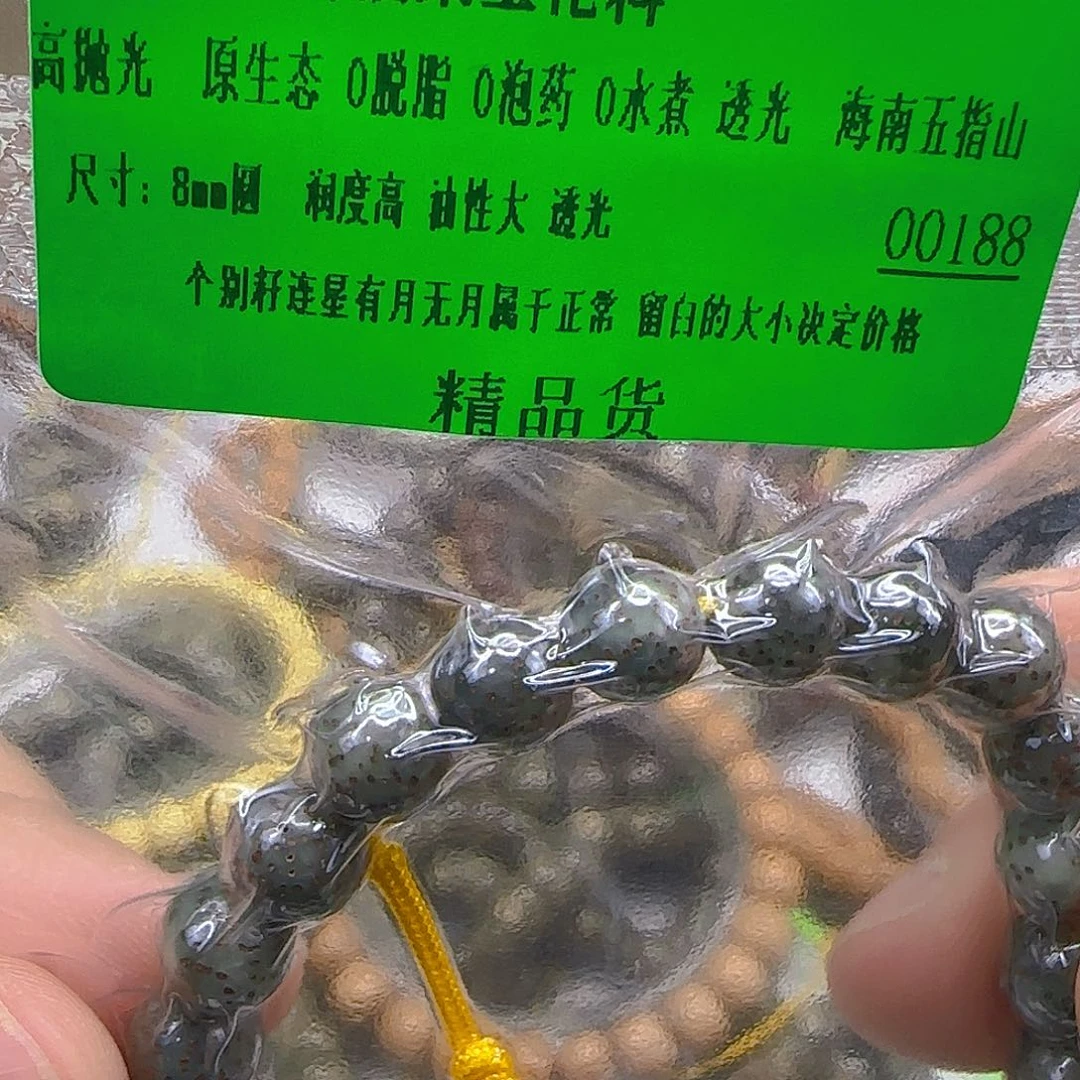 高抛光 原生态 0脱脂 0泡药 0水煮 透光 海南五指山
尺寸：8mm圆 润度高 油性大 透光
00188
个别籽连星有月无月属于正常 留白的大小决定价格
精品货